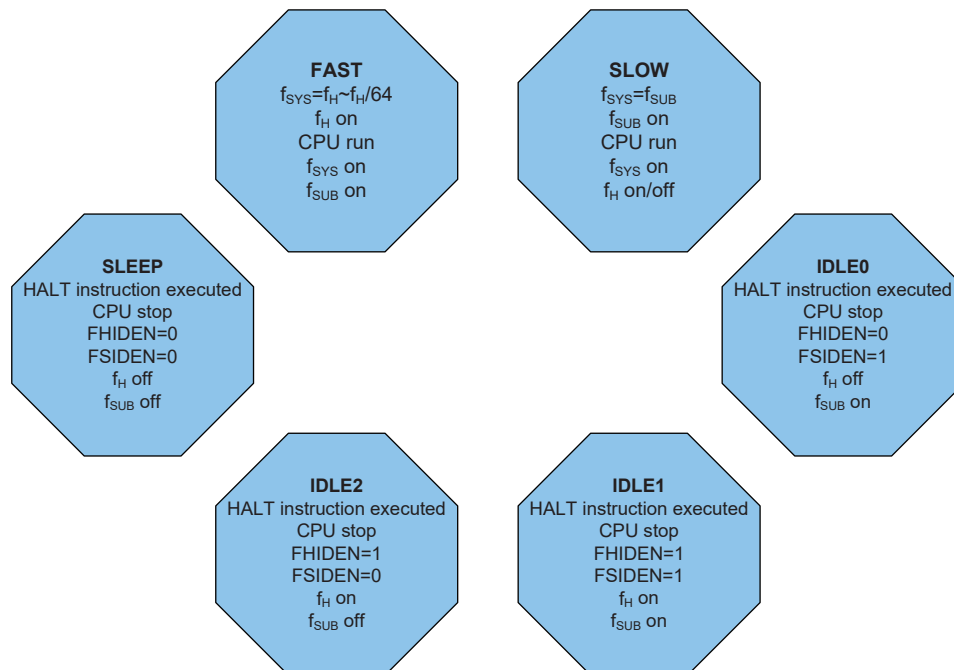 FAST
fSYS=fH~fH/64
fH on
CPU run
fSYS on
fSUB on
SLOW
fSYS=fSUB
fSUB on
CPU run
fSYS on
fH on/off
SLEEP
HALT instruction executed
CPU stop
FHIDEN=0
FSIDEN=0
fH off
fSUB off
IDLE0
HALT instruction executed
CPU stop
FHIDEN=0
FSIDEN=1
fH off
fSUB on
IDLE2
HALT instruction executed
CPU stop
FHIDEN=1
FSIDEN=0
fH on
fSUB off
IDLE1
HALT instruction executed
CPU stop
FHIDEN=1
FSIDEN=1
fH on
fSUB on